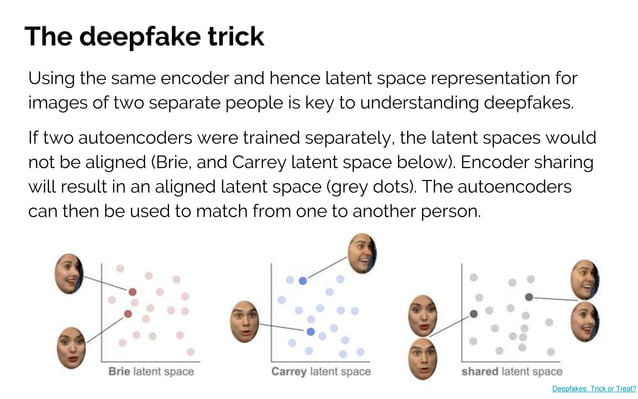 The deepfake trick
Using the same encoder and hence latent space representation for
images of two separate people is key to understanding deepfakes.
If two autoencoders were trained separately, the latent spaces would
not be aligned (Brie, and Carrey latent space below). Encoder sharing
will result in an aligned latent space (grey dots). The autoencoders
can then be used to match from one to another person.
Brie latent space
Carrey latent space
shared latent space
Deepfakes: Trick or Treat?